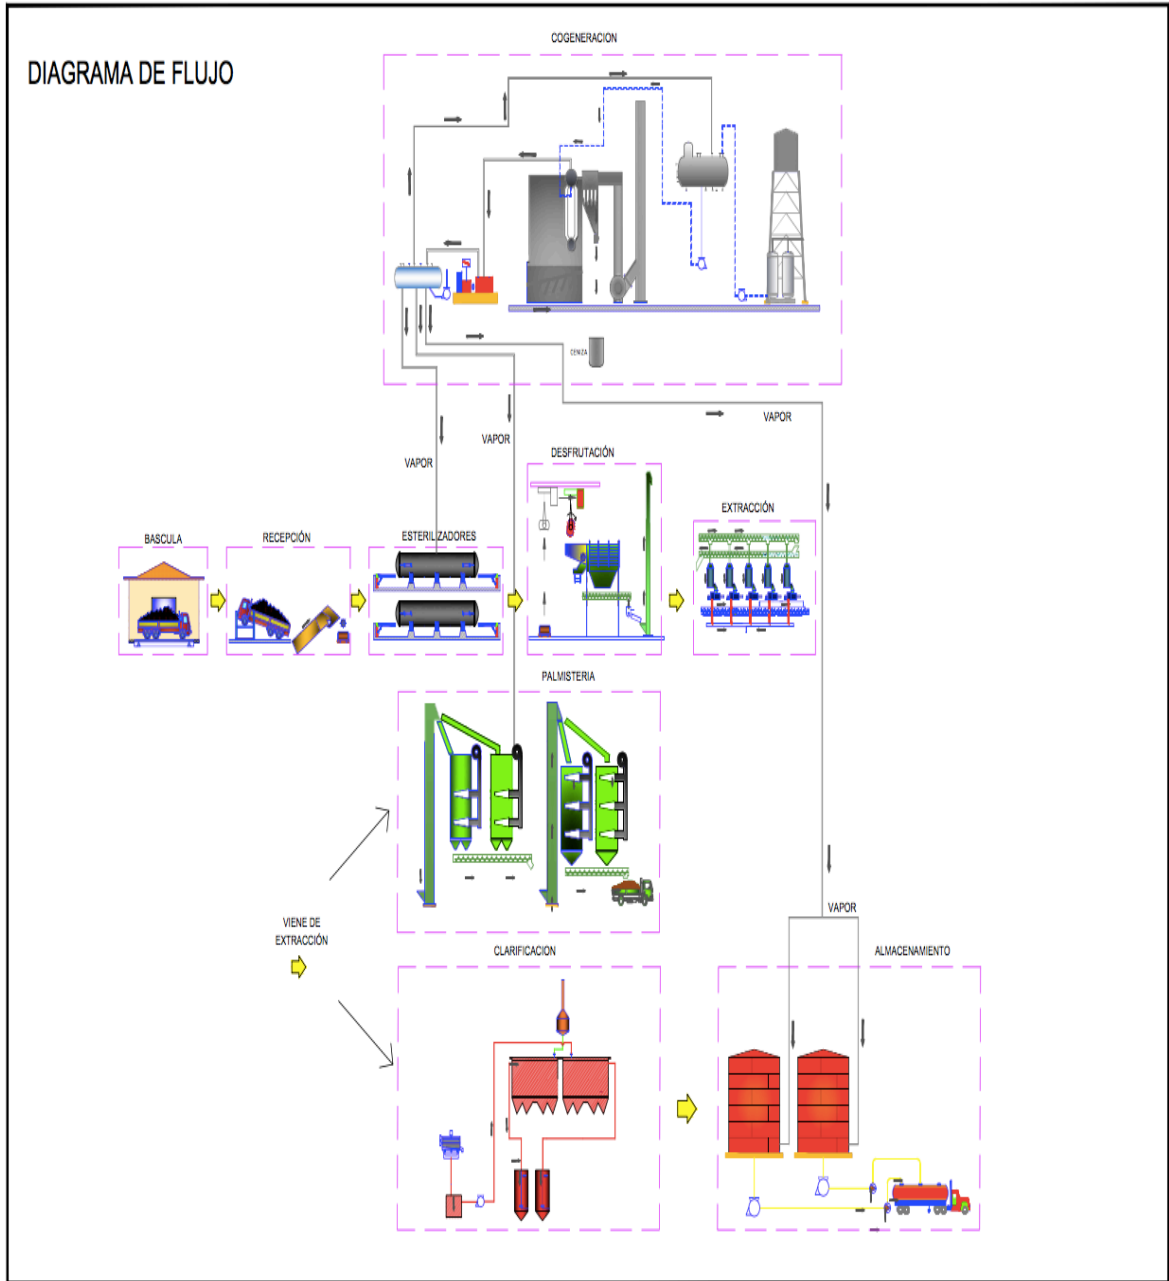 COGENERACION
DIAGRAMA DE FLUJO
CENIZA
VAPOR
VAPOR
VAPOR
DESFRUTACIÓN
EXTRACCIÓN
BASCULA
RECEPCIÓN
ESTERILIZADORES
PALMISTERIA
VIENE DE
EXTRACCIÓN
VAPOR
CLARIFICACION
ALMACENAMIENTO